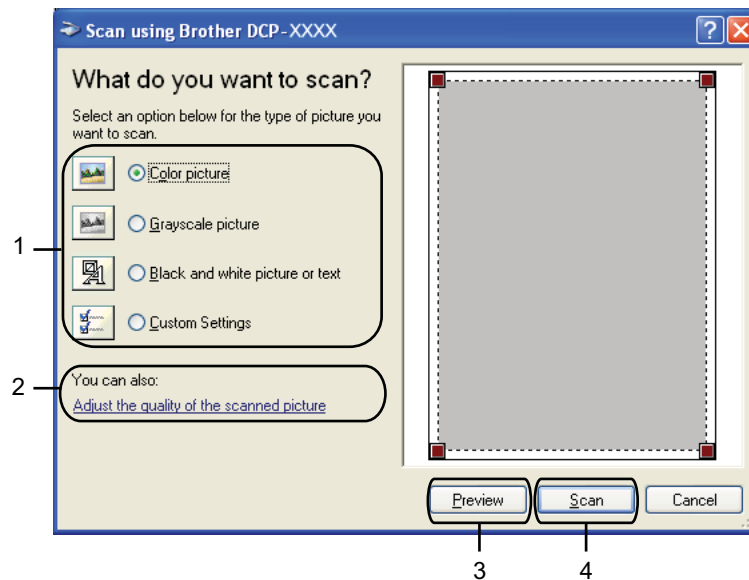 Scan using Brother DCP-XXXX
What do you want to scan?
Select an option below for the type of picture you
want to scan.
Color picture
Grayscale picture
1
Black and white picture or text
Custom Settings
2
You can also:
Adjust the quality of the scanned picture
Preview
Scan
Cancel
3
4